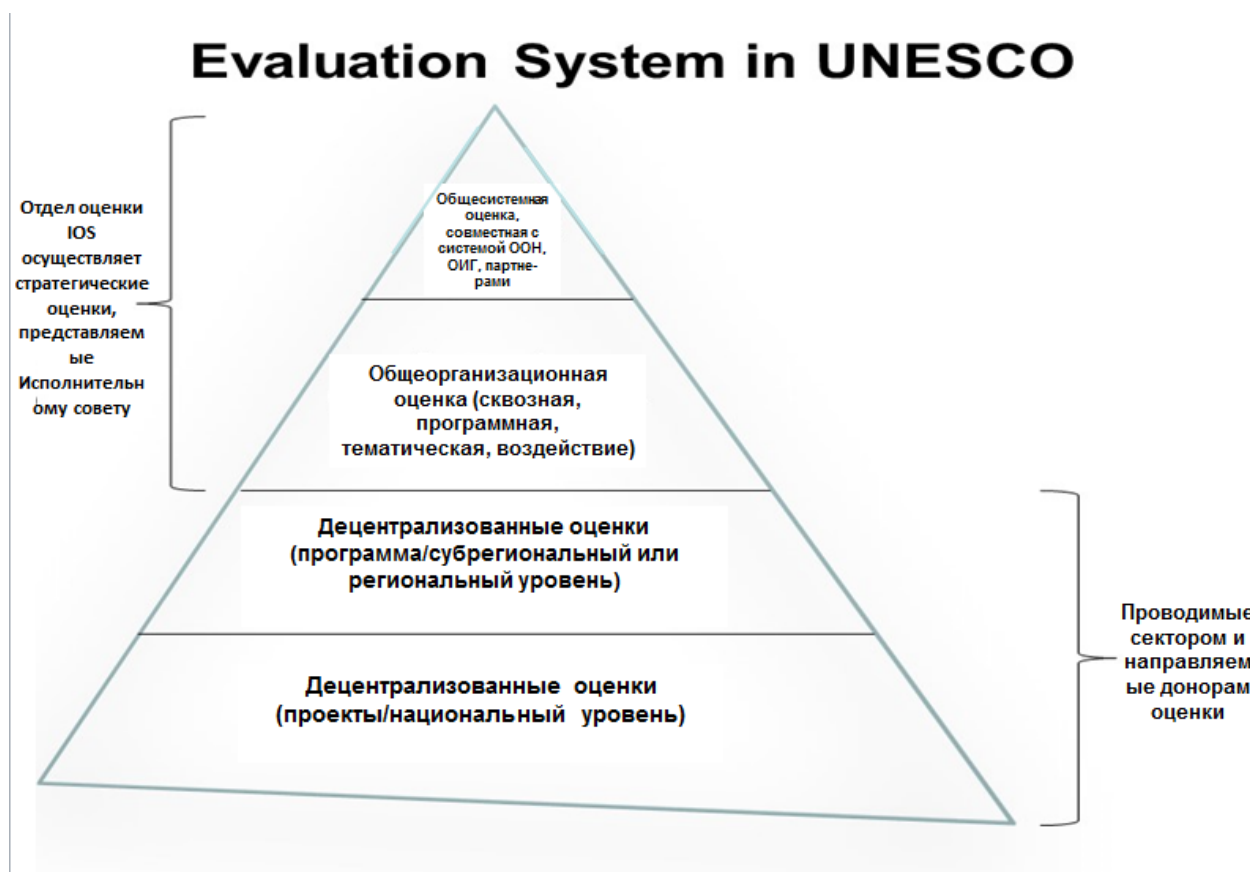 Evaluation System in UNESCO
Отдел оценки
IOS
осуществляет
стратегические
оценки,
представляем
ые
Исполнительн
ому совету
Общесистемная
оценка,
совместная с
системой ООН,
ОИГ, партне-
рами
Общеорганизационная
оценка (сквозная,
программная,
тематическая, воздействие)
Децентрализованные оценки
(программа/субрегиональный или
региональный уровень)
Децентрализованные оценки
(проекты/национальный уровень)
Проводимые
сектором и
направляем
ые донорам
оценки